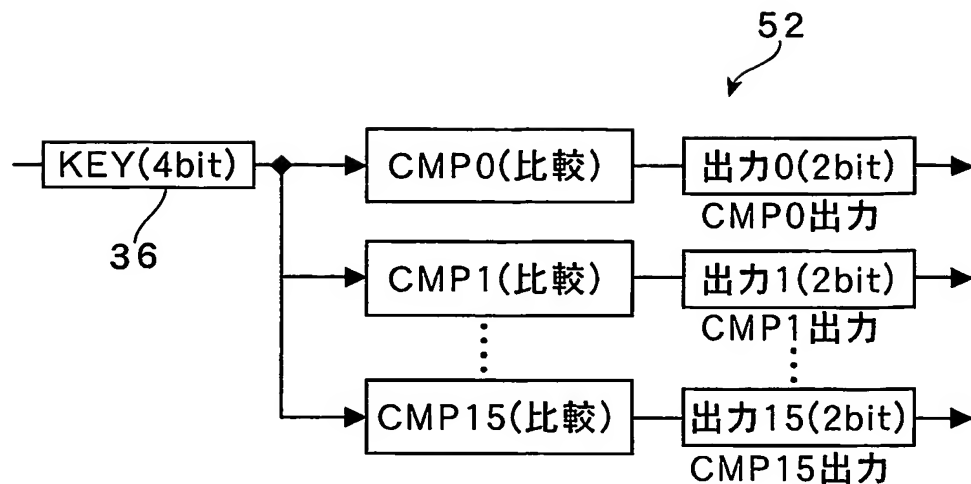 52
KEY(4bit)
36
CMP0(比較)
出力0(2bit)
CMP0出力
CMP1(比較)
出力1(2bit)
CMP1出力
CMP15(比較)
出力15(2bit)
CMP15出力